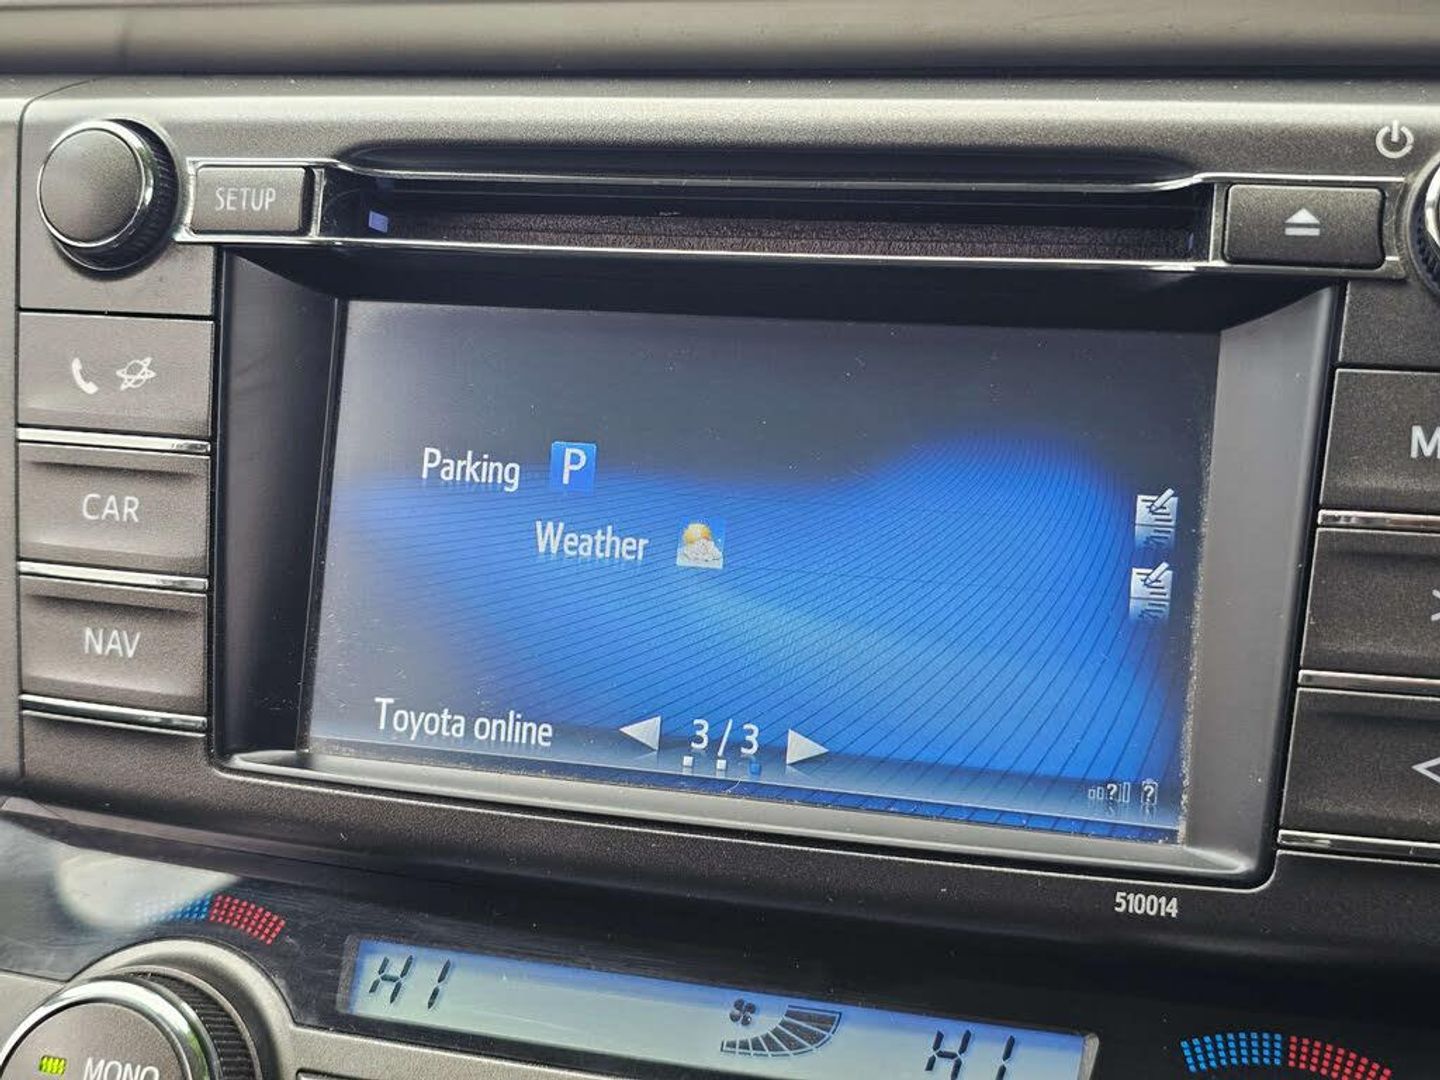 SETUP
CAR
NAV
Parking P
Weather
Toyota online 3/3
510014
HI
HI
MONO